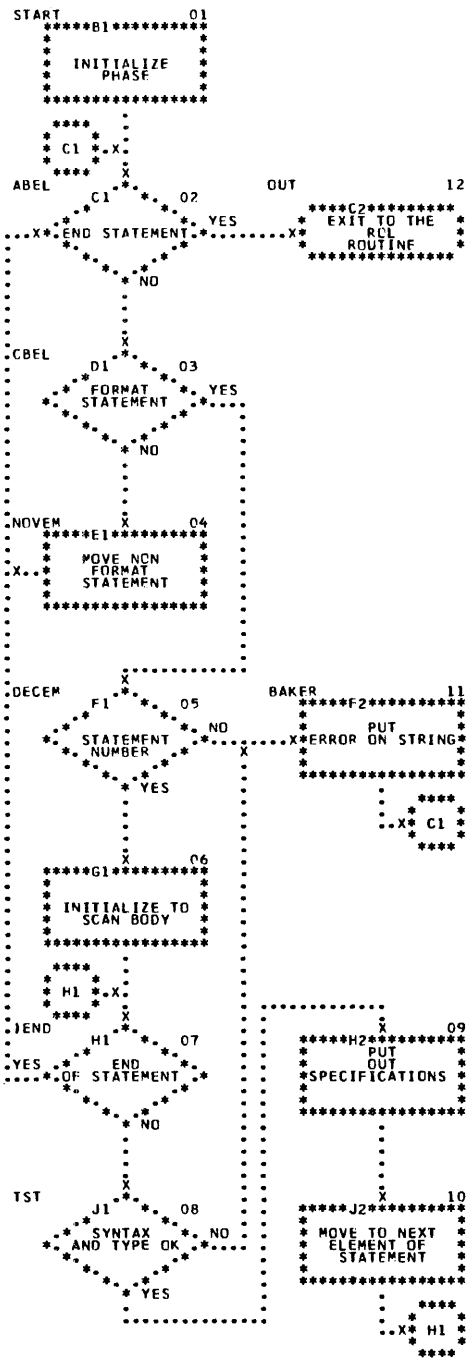 START 01
B1
INITIALIZE
PHASE
C1
X
X
ABEL OUT 12
C1 02 C2
YES EXIT TO THE
X END STATEMENT X ROL
ROUTINE
NO
X
CBEL
D1 03
FORMAT YES
STATEMENT
NO
X
NOVEM E1 04
MOVE NON
FORMAT
X STATEMENT
X
DECEM BAKER 11
F1 05 F2
NO PUT
STATEMENT X ERROR ON STRING
NUMBER X
YES
X C1
X 06
G1
INITIALIZE TO
SCAN BODY
H1 X
X
JEND X 09
H1 07 H2
YES END PUT
OF STATEMENT OUT
SPECIFICATIONS
NO
X
TST X 10
J1 08 J2
SYNTAX NO MOVE TO NEXT
AND TYPE OK ELEMENT OF
STATEMENT
YES
X H1